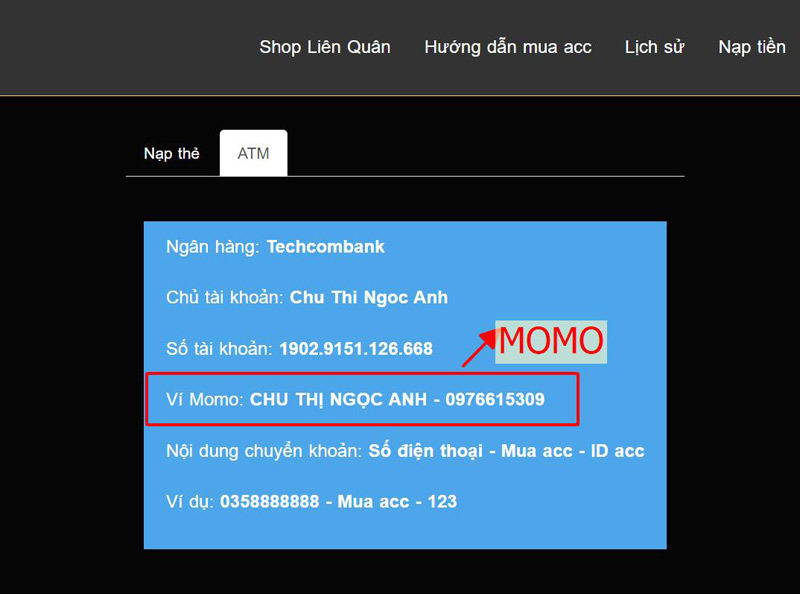 Shop Liên Quân Hướng dẫn mua acc Lịch sử Nạp tiền
Nạp thẻ ATM
Ngân hàng: Techcombank
Chủ tài khoản: Chu Thi Ngoc Anh
MOMO
Số tài khoản: 1902.9151.126.668
Ví Momo: CHU THỊ NGỌC ANH - 0976615309
Nội dung chuyển khoản: Số điện thoại - Mua acc - ID acc
Ví dụ: 0358888888 - Mua acc - 123